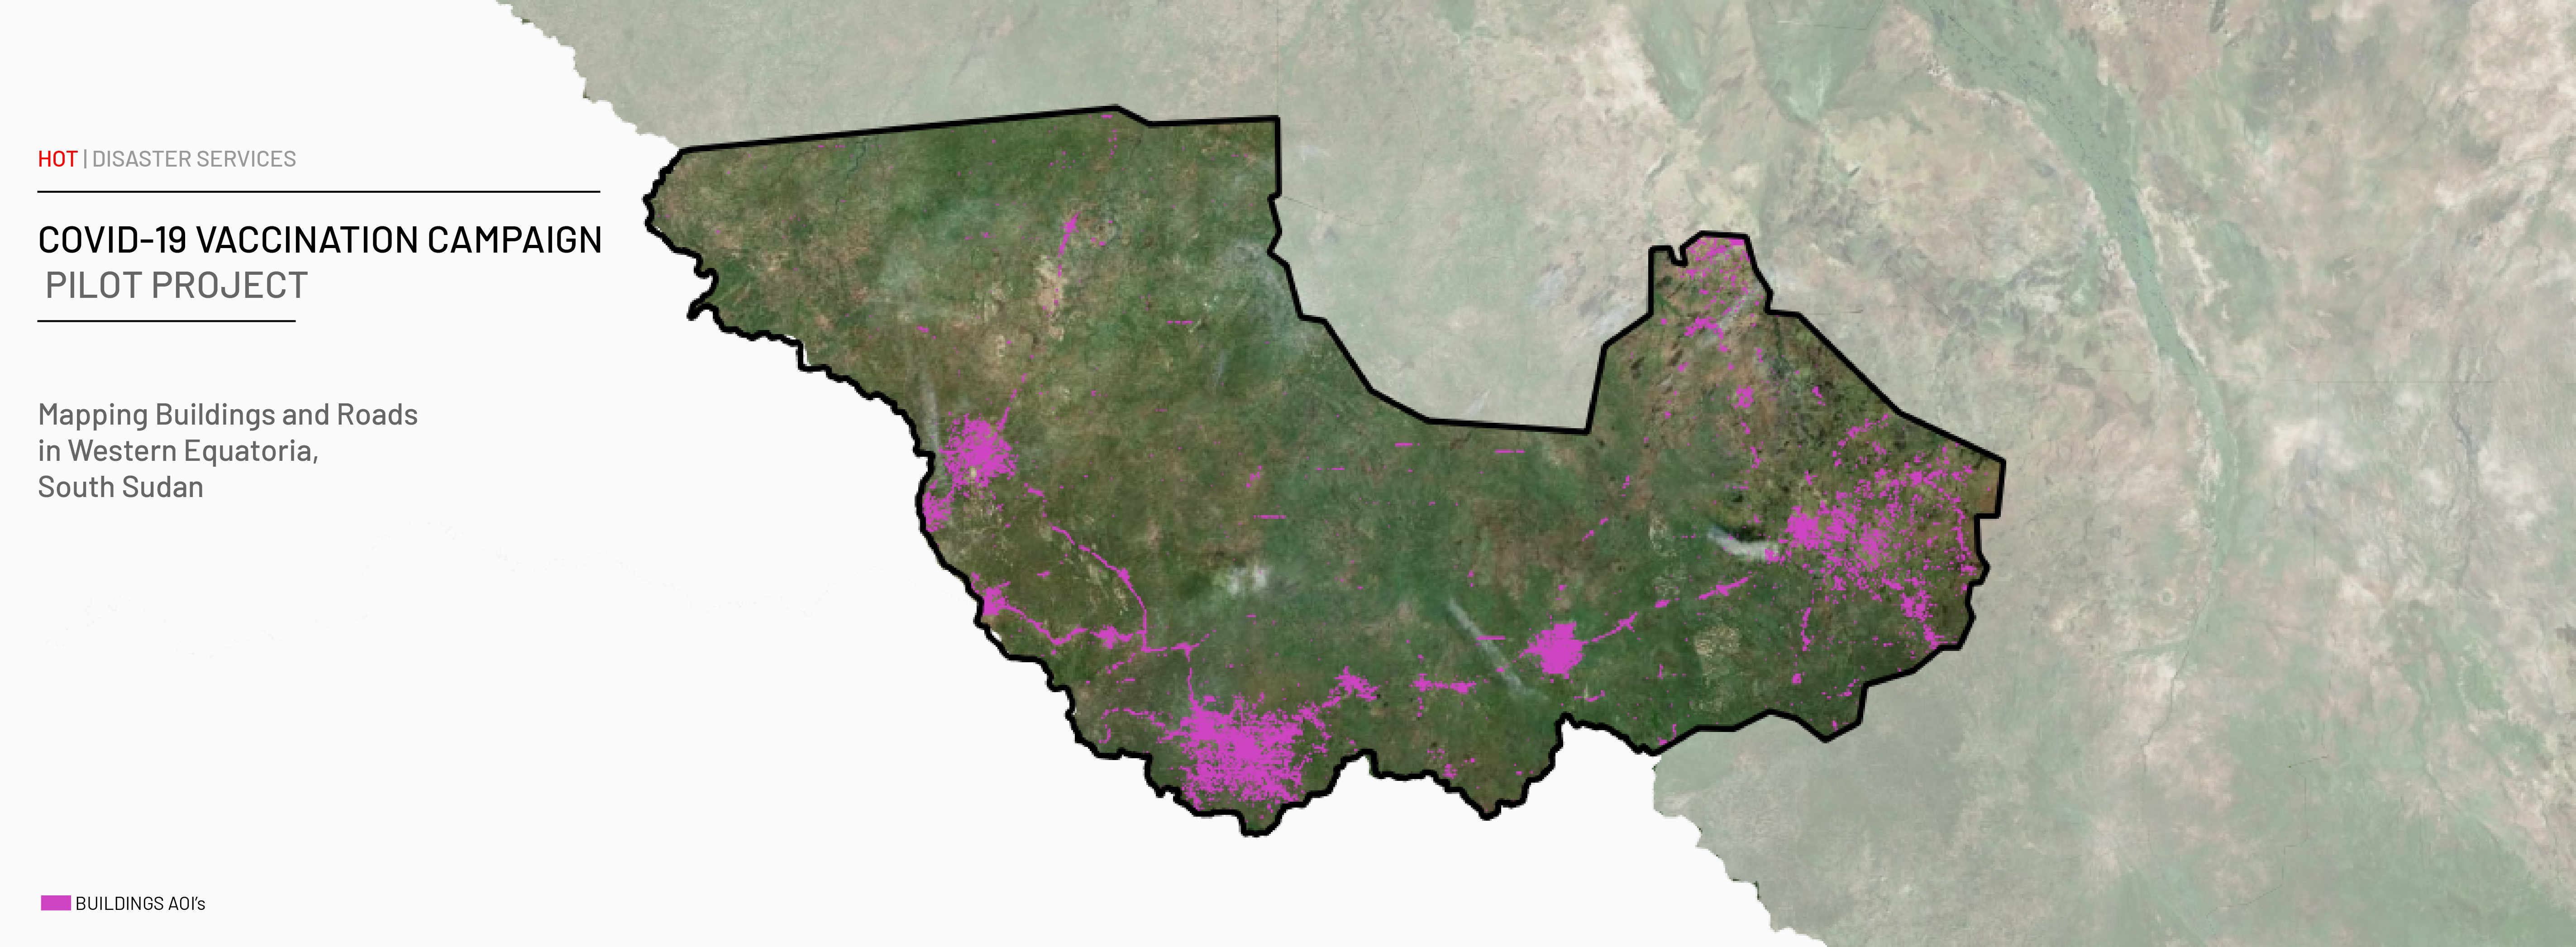 HOT | DISASTER SERVICES
COVID-19 VACCINATION CAMPAIGN
PILOT PROJECT
Mapping Buildings and Roads
in Western Equatoria,
South Sudan
BUILDINGS AOI's